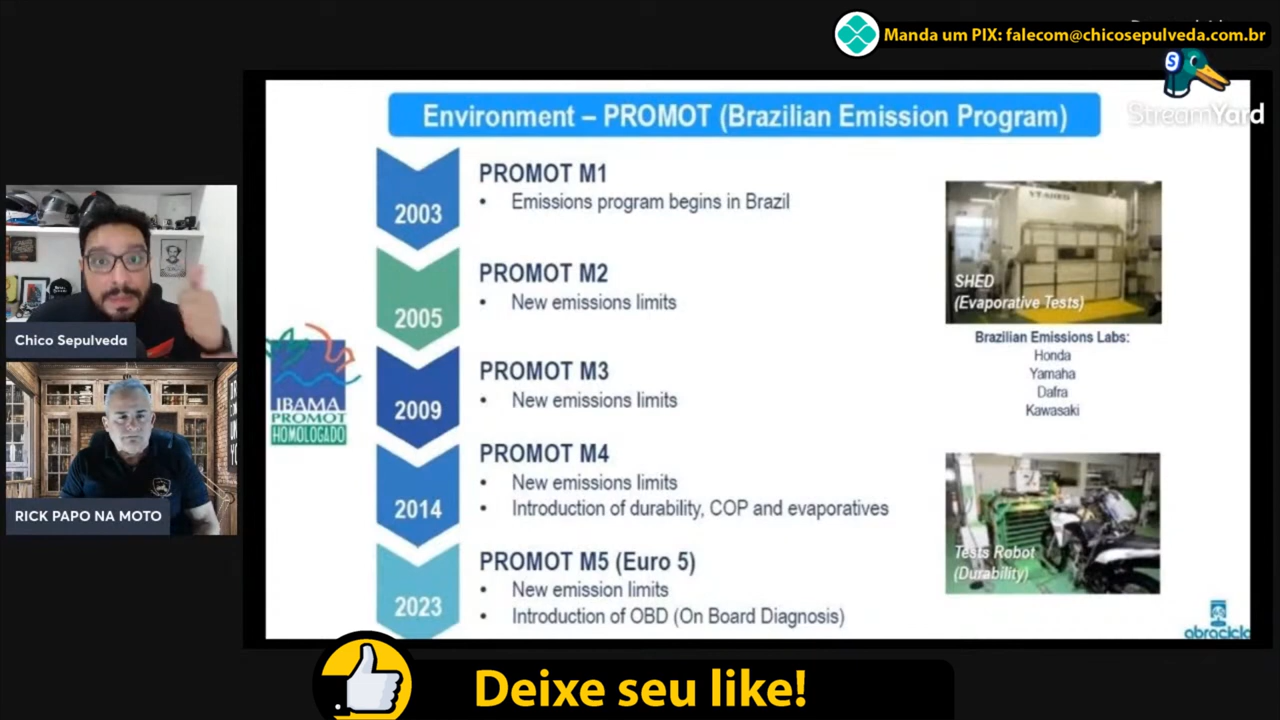 Manda um PIX: falecom@chicosepulveda.com.br
S
StreamYard
Environment – PROMOT (Brazilian Emission Program)
2003
PROMOT M1
• Emissions program begins in Brazil
2005
PROMOT M2
• New emissions limits
2009
PROMOT M3
• New emissions limits
2014
PROMOT M4
• New emissions limits
• Introduction of durability, COP and evaporatives
2023
PROMOT M5 (Euro 5)
• New emission limits
• Introduction of OBD (On Board Diagnosis)
IBAMA
PROMOT
HOMOLOGADO
SHED
(Evaporative Tests)
Brazilian Emissions Labs:
Honda
Yamaha
Dafra
Kawasaki
Tests Robot
(Durability)
abraciclo
Chico Sepulveda
RICK PAPO NA MOTO
Deixe seu like!